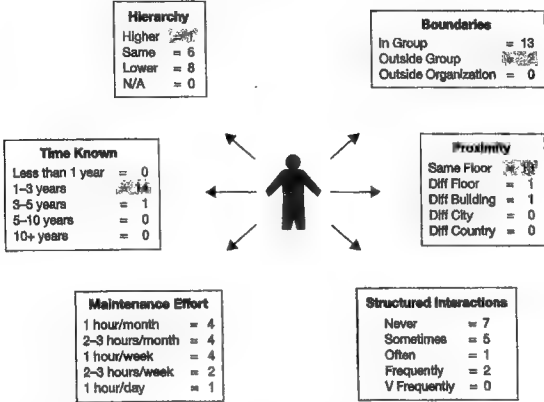 Hierarchy
Higher
Same = 6
Lower = 8
N/A = 0
Boundaries
In Group = 13
Outside Group = 2
Outside Organization = 0
Time Known
Less than 1 year = 0
1–3 years = 14
3–5 years = 1
5–10 years = 0
10+ years = 0
Proximity
Same Floor =
Diff Floor = 1
Diff Building = 1
Diff City = 0
Diff Country = 0
Maintenance Effort
1 hour/month = 4
2–3 hours/month = 4
1 hour/week = 4
2–3 hours/week = 2
1 hour/day = 1
Structured Interactions
Never = 7
Sometimes = 5
Often = 1
Frequently = 2
V Frequently = 0